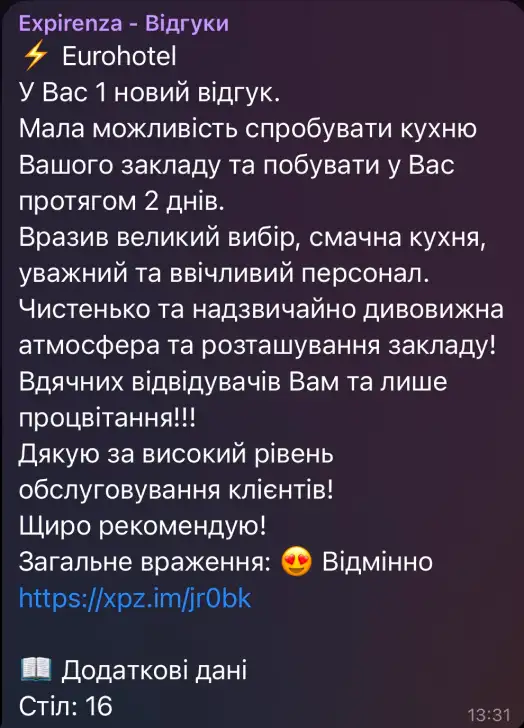 Expirenza - Відгуки
⚡ Eurohotel
У Вас 1 новий відгук.
Мала можливість спробувати кухню
Вашого закладу та побувати у Вас
протягом 2 днів.
Вразив великий вибір, смачна кухня,
уважний та ввічливий персонал.
Чистенько та надзвичайно дивовижна
атмосфера та розташування закладу!
Вдячних відвідувачів Вам та лише
процвітання!!!
Дякую за високий рівень
обслуговування клієнтів!
Щиро рекомендую!
Загальне враження: 😍 Відмінно
https://xpz.im/jr0bk
📖 Додаткові дані
Стіл: 16
13:31